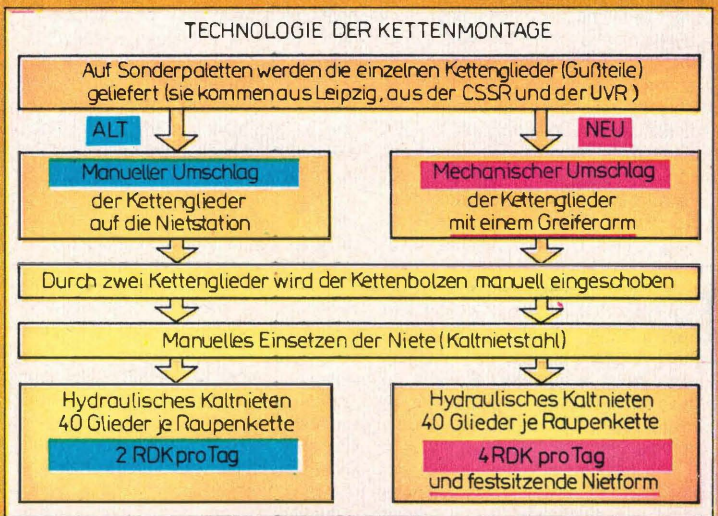 TECHNOLOGIE DER KETTENMONTAGE
Auf Sonderpaletten werden die einzelnen Kettenglieder (Gußteile)
geliefert (sie kommen aus Leipzig, aus der CSSR und der UVR)
ALT
NEU
Manueller Umschlag
der Kettenglieder
auf die Nietstation
Mechanischer Umschlag
der Kettenglieder
mit einem Greiferarm
Durch zwei Kettenglieder wird der Kettenbolzen manuell eingeschoben
Manuelles Einsetzen der Niete (Kaltnietstahl)
Hydraulisches Kaltnieten
40 Glieder je Raupenkette
2 RDK pro Tag
Hydraulisches Kaltnieten
40 Glieder je Raupenkette
4 RDK pro Tag
und festsitzende Nietform